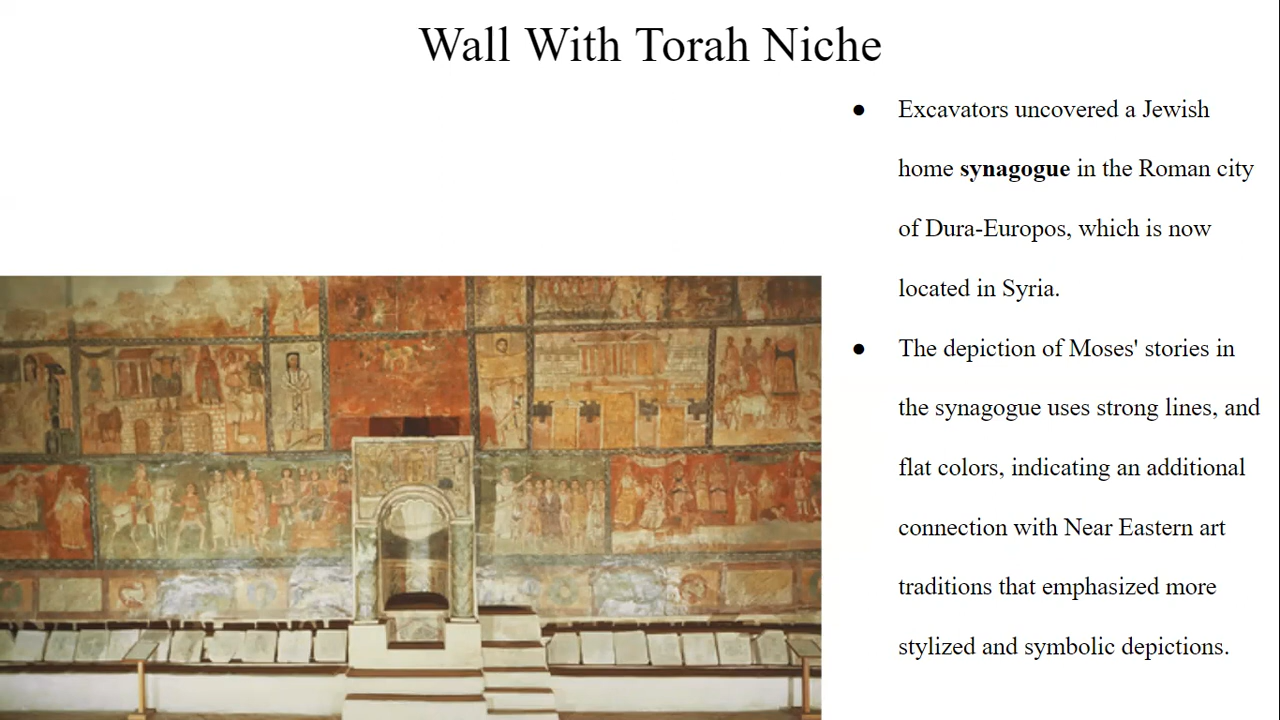 Wall With Torah Niche
● Excavators uncovered a Jewish
home synagogue in the Roman city
of Dura-Europos, which is now
located in Syria.
● The depiction of Moses' stories in
the synagogue uses strong lines, and
flat colors, indicating an additional
connection with Near Eastern art
traditions that emphasized more
stylized and symbolic depictions.